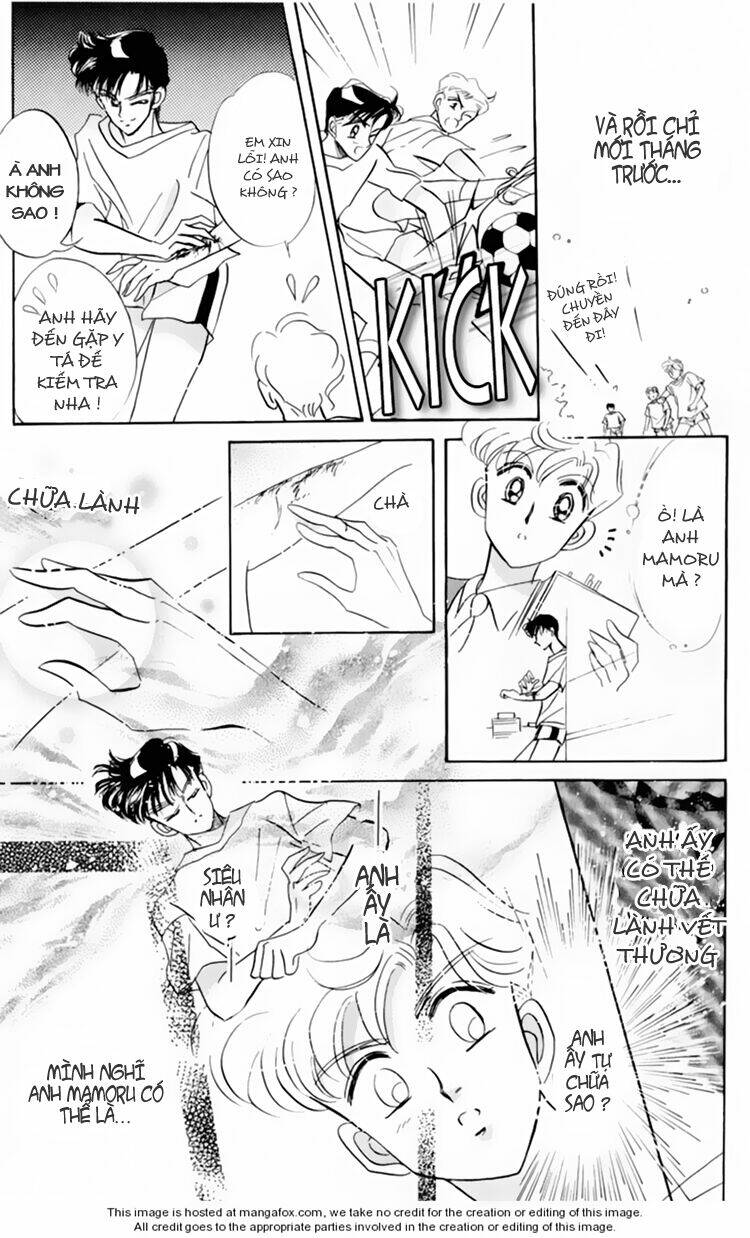 VÀ RỒI CHỈ
MỚI THÁNG
TRƯỚC...
ĐÚNG RỒI!
CHUYỀN
ĐẾN ĐÂY
ĐI!
KICK
EM XIN
LỖI! ANH
CÓ SAO
KHÔNG ?
À ANH
KHÔNG
SAO !
ANH HÃY
ĐẾN GẶP Y
TÁ ĐỂ
KIỂM TRA
NHA !
Ồ! LÀ
ANH
MAMORU
MÀ ?
CHÀ
CHỮA LÀNH
ANH ẤY
CÓ THỂ
CHỮA
LÀNH VẾT
THƯƠNG
ANH
ẤY TỰ
CHỮA
SAO ?
ANH
ẤY
LÀ
SIÊU
NHÂN
Ư ?
MÌNH NGHĨ
ANH MAMORU CÓ
THỂ LÀ...
This image is hosted at mangafox.com, we take no credit for the creation or editing of this image.
All credit goes to the appropriate parties involved in the creation or editing of this image.